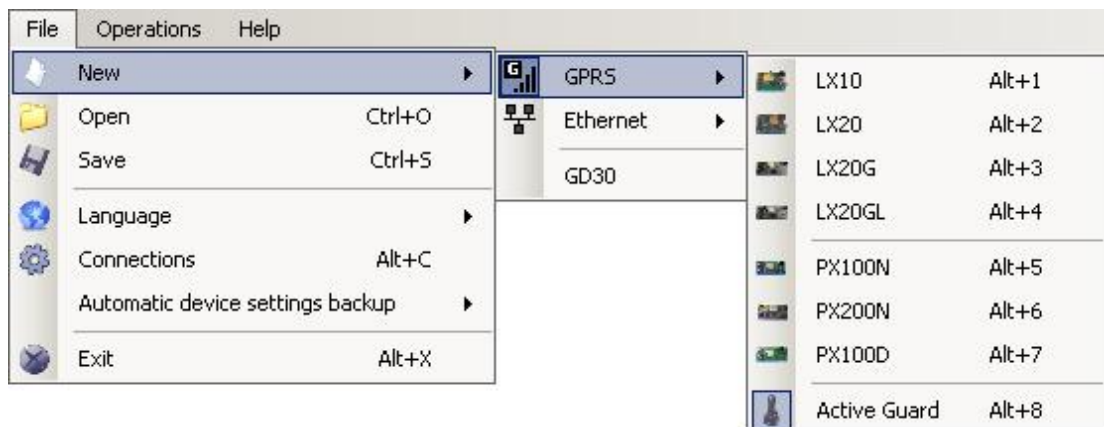 File Operations Help
New
Open Ctrl+O
Save Ctrl+S
Language
Connections Alt+C
Automatic device settings backup
Exit Alt+X
GPRS
Ethernet
GD30
LX10 Alt+1
LX20 Alt+2
LX20G Alt+3
LX20GL Alt+4
PX100N Alt+5
PX200N Alt+6
PX100D Alt+7
Active Guard Alt+8